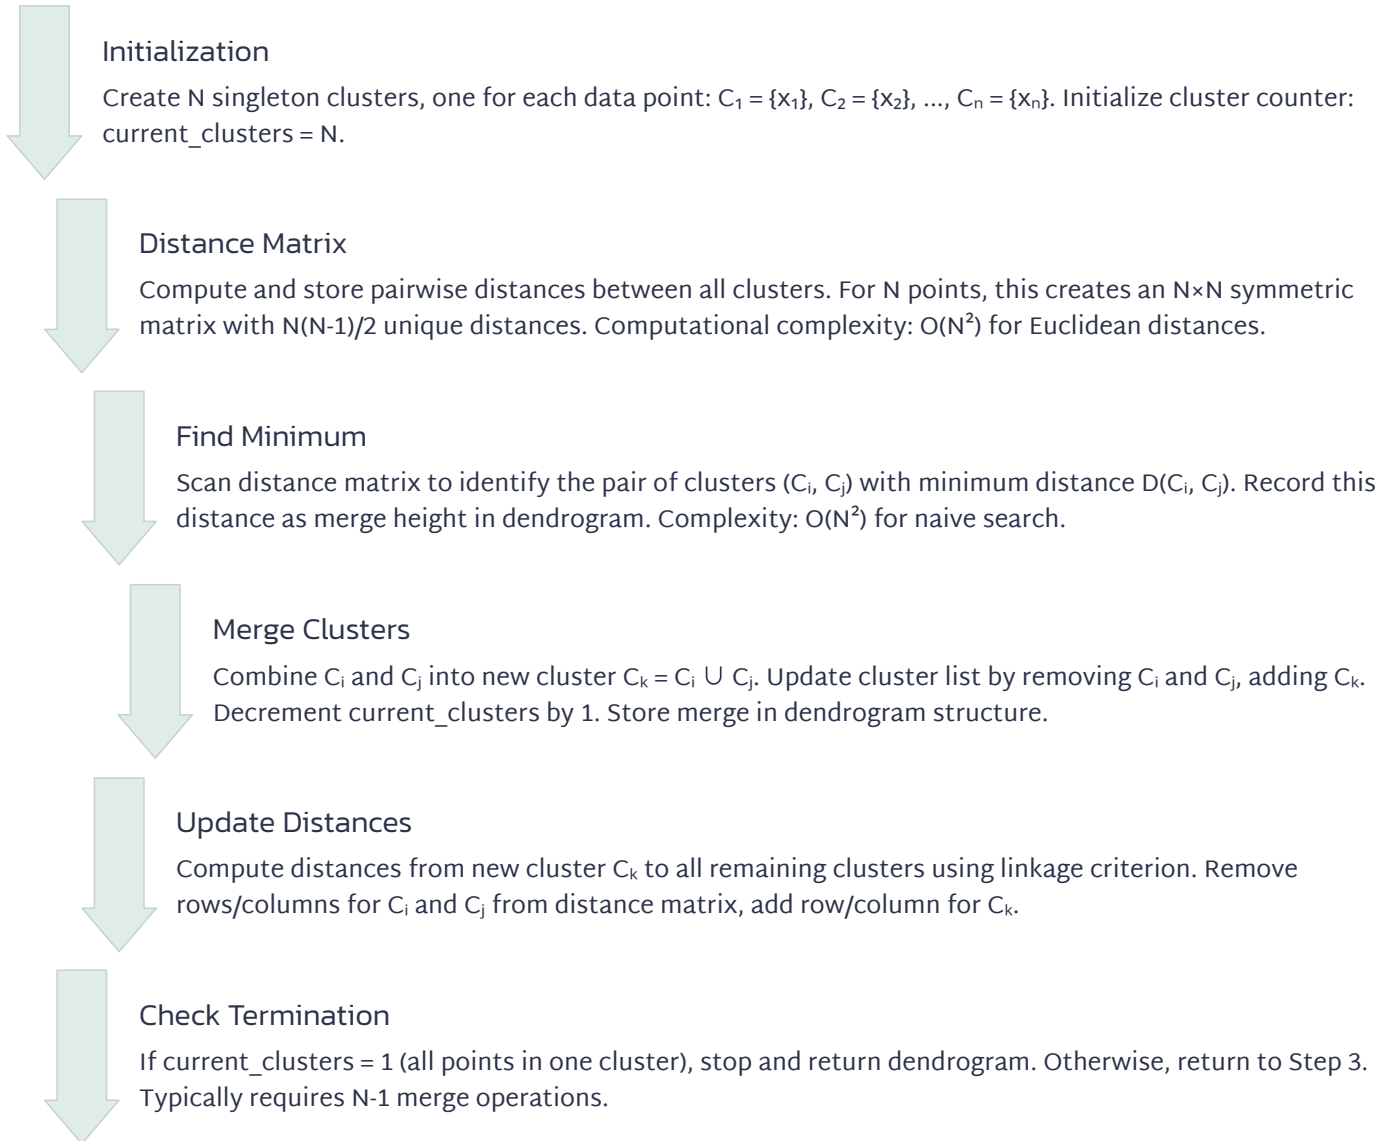 Initialization
Create N singleton clusters, one for each data point: C₁ = {x₁}, C₂ = {x₂}, ..., Cₙ = {xₙ}. Initialize cluster counter:
current_clusters = N.
Distance Matrix
Compute and store pairwise distances between all clusters. For N points, this creates an N×N symmetric
matrix with N(N-1)/2 unique distances. Computational complexity: O(N²) for Euclidean distances.
Find Minimum
Scan distance matrix to identify the pair of clusters (Cᵢ, Cⱼ) with minimum distance D(Cᵢ, Cⱼ). Record this
distance as merge height in dendrogram. Complexity: O(N²) for naive search.
Merge Clusters
Combine Cᵢ and Cⱼ into new cluster Cₖ = Cᵢ ∪ Cⱼ. Update cluster list by removing Cᵢ and Cⱼ, adding Cₖ.
Decrement current_clusters by 1. Store merge in dendrogram structure.
Update Distances
Compute distances from new cluster Cₖ to all remaining clusters using linkage criterion. Remove
rows/columns for Cᵢ and Cⱼ from distance matrix, add row/column for Cₖ.
Check Termination
If current_clusters = 1 (all points in one cluster), stop and return dendrogram. Otherwise, return to Step 3.
Typically requires N-1 merge operations.